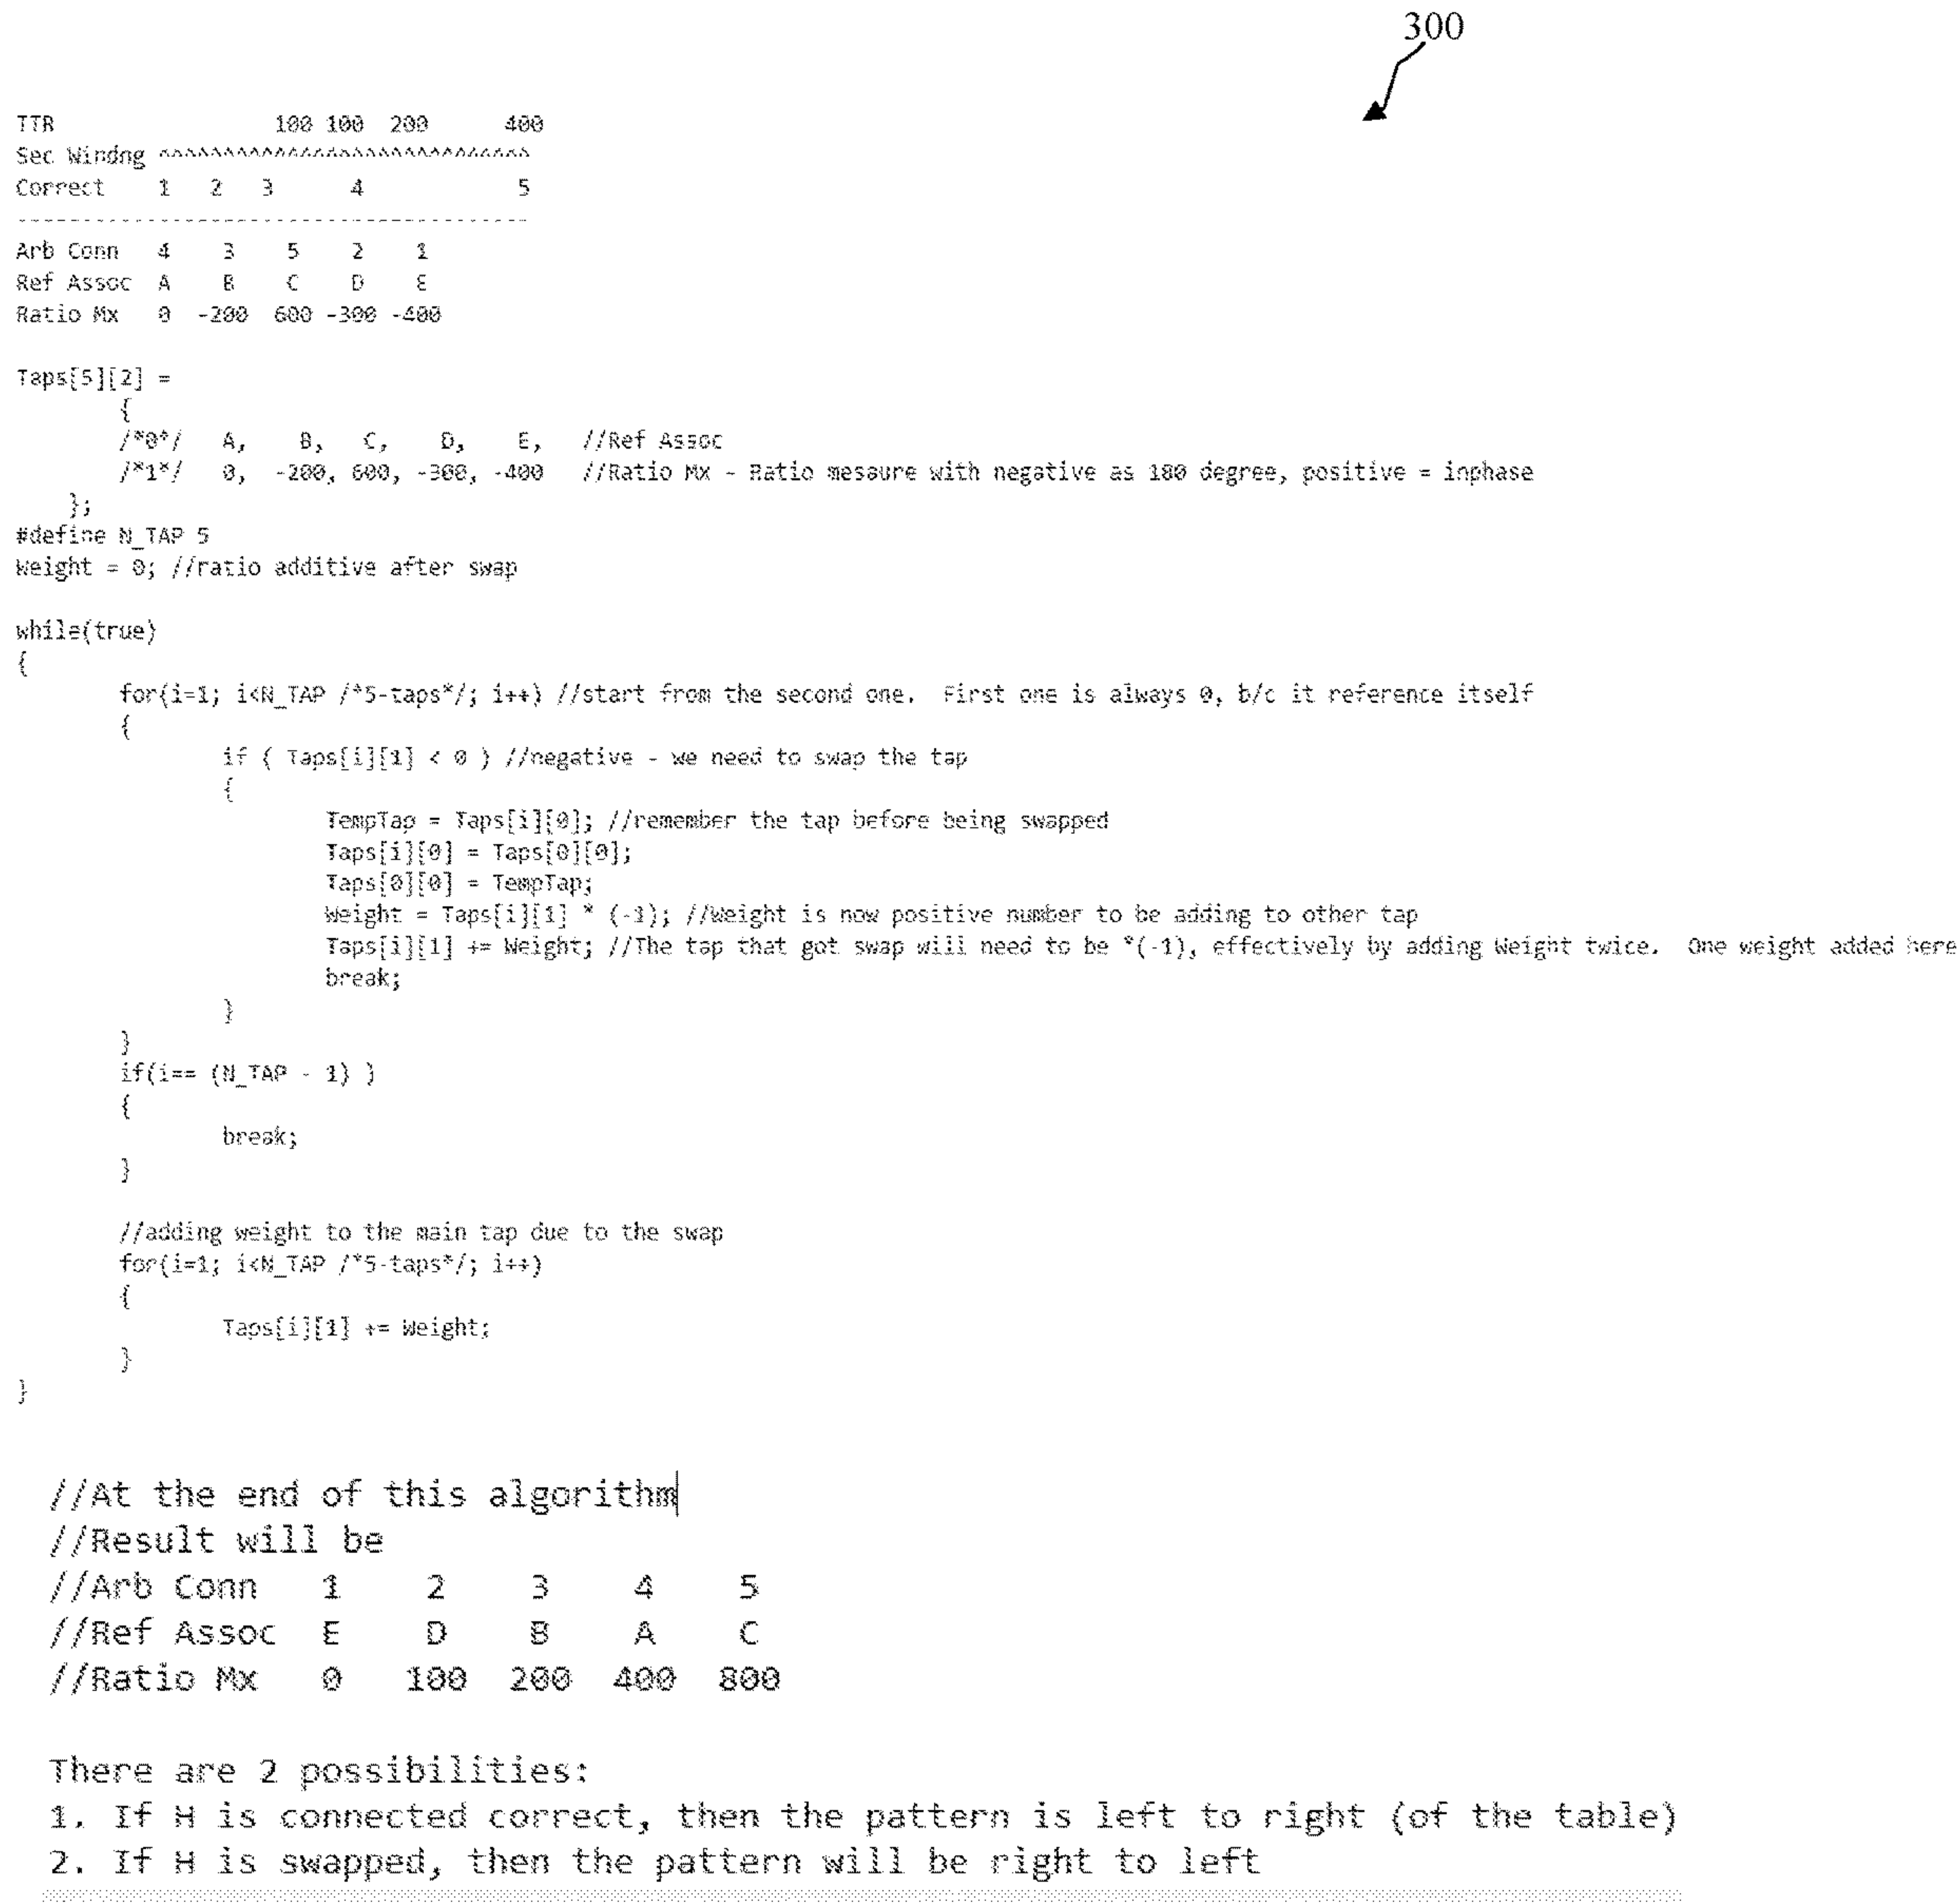 300
TTR 100 100 200 400
Sec Windng ^^^^^^^^^^^^^^^^^^^^^^^^^^^^^
Correct 1 2 3 4 5
----------------------------------------
Arb Conn 4 3 5 2 1
Ref Assoc A B C D E
Ratio Mx 0 -200 600 -300 -400
Taps[5][2] =
{
/*0*/ A, B, C, D, E, //Ref Assoc
/*1*/ 0, -200, 600, -300, -400 //Ratio Mx - Ratio mesaure with negative as 180 degree, positive = inphase
};
#define N_TAP 5
Weight = 0; //ratio additive after swap
while(true)
{
for(i=1; i<N_TAP /*5-taps*/; i++) //start from the second one. First one is always 0, b/c it reference itself
{
if ( Taps[i][1] < 0 ) //negative - we need to swap the tap
{
TempTap = Taps[i][0]; //remember the tap before being swapped
Taps[i][0] = Taps[0][0];
Taps[0][0] = TempTap;
Weight = Taps[i][1] * (-1); //Weight is now positive number to be adding to other tap
Taps[i][1] += Weight; //The tap that got swap will need to be *(-1), effectively by adding Weight twice. One weight added here
break;
}
}
if(i== (N_TAP - 1) )
{
break;
}
//adding weight to the main tap due to the swap
for(i=1; i<N_TAP /*5-taps*/; i++)
{
Taps[i][1] += Weight;
}
}
//At the end of this algorithm
//Result will be
//Arb Conn 1 2 3 4 5
//Ref Assoc E D B A C
//Ratio Mx 0 100 200 400 800
There are 2 possibilities:
1. If H is connected correct, then the pattern is left to right (of the table)
2. If H is swapped, then the pattern will be right to left